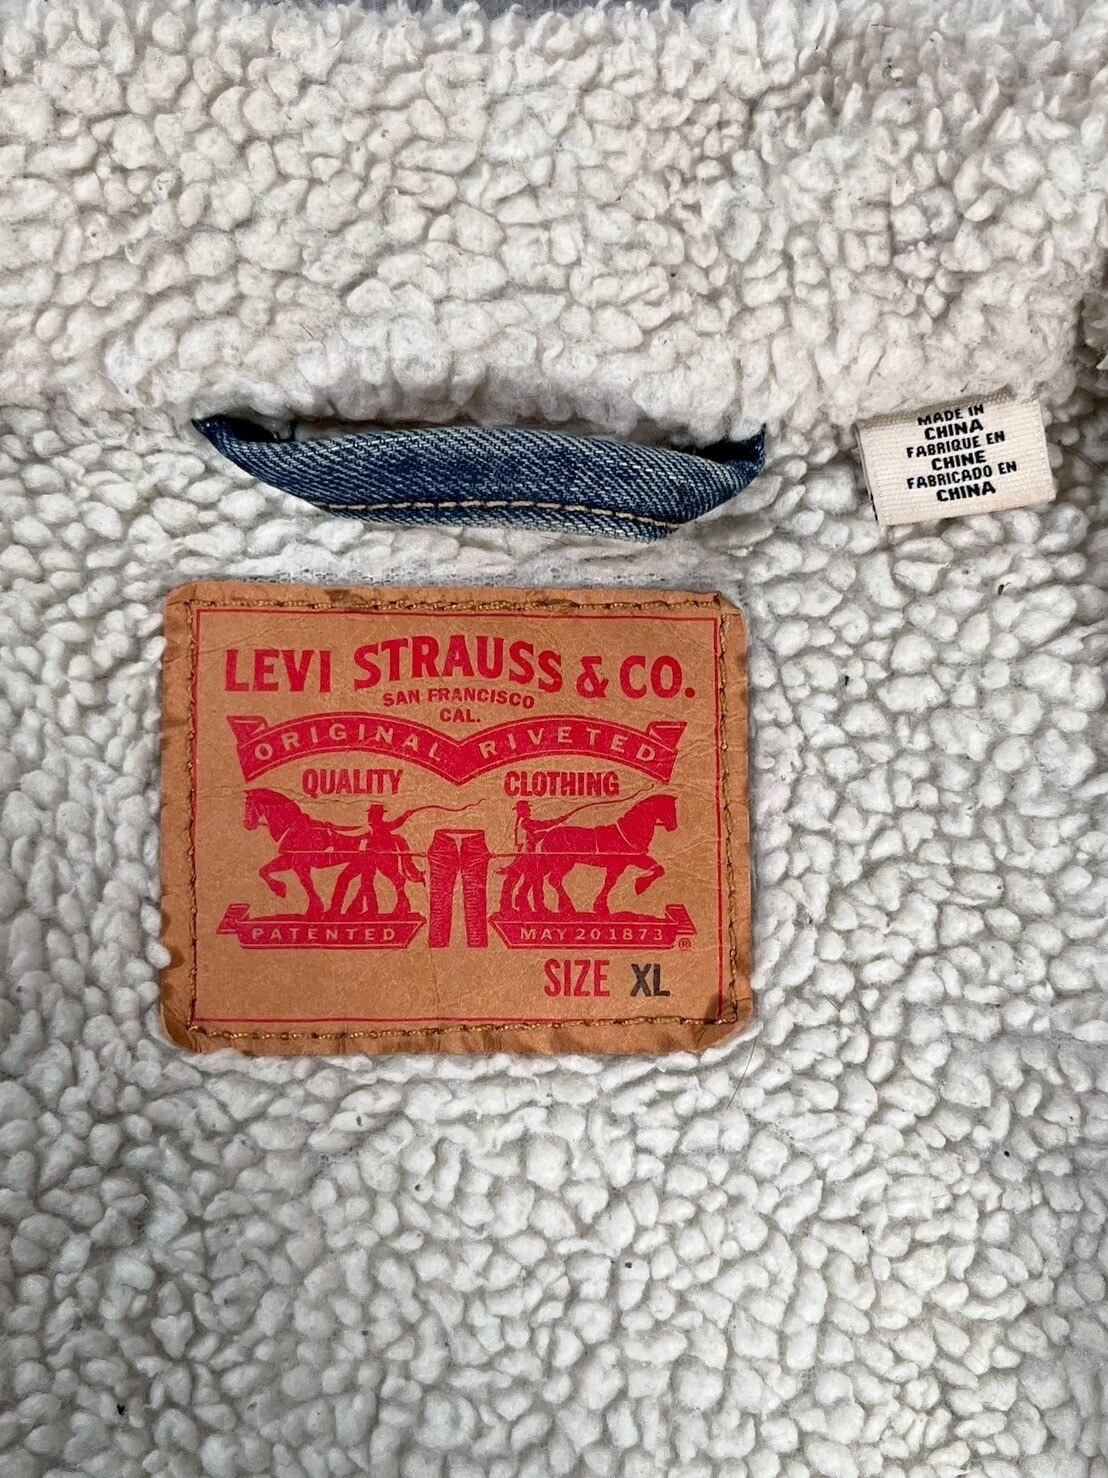 MADE IN
CHINA
FABRIQUE EN
CHINE
FABRICADO EN
CHINA
LEVI STRAUSS & CO.
SAN FRANCISCO
CAL.
ORIGINAL RIVETED
QUALITY CLOTHING
PATENTED MAY 20 1873 ®
SIZE XL